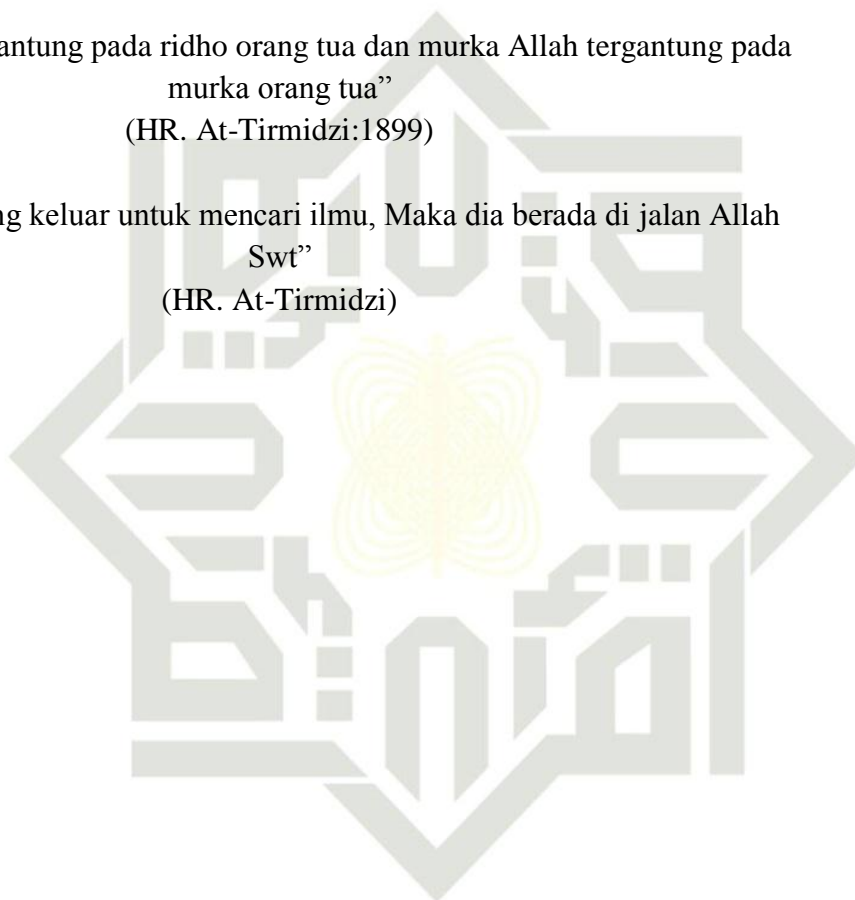 antung pada ridho orang tua dan murka Allah tergantung pada
murka orang tua”
(HR. At-Tirmidzi:1899)
ng keluar untuk mencari ilmu, Maka dia berada di jalan Allah
Swt”
(HR. At-Tirmidzi)